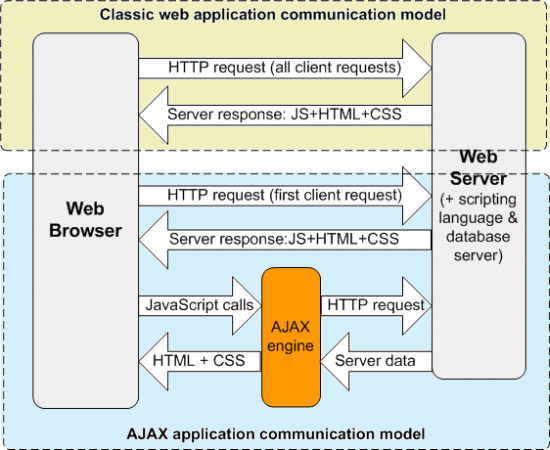 Classic web application communication model
HTTP request (all client requests)
Server response: JS+HTML+CSS
Web
Browser
Web
Server
(+ scripting
language &
database
server)
HTTP request (first client request)
Server response:JS+HTML+CSS
JavaScript calls
AJAX
engine
HTTP request
HTML + CSS
Server data
AJAX application communication model